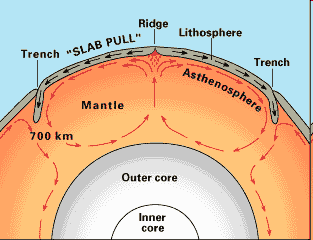 Ridge
"SLAB PULL"
Lithosphere
Trench
Trench
Asthenosphere
Mantle
700 km
Outer core
Inner
core